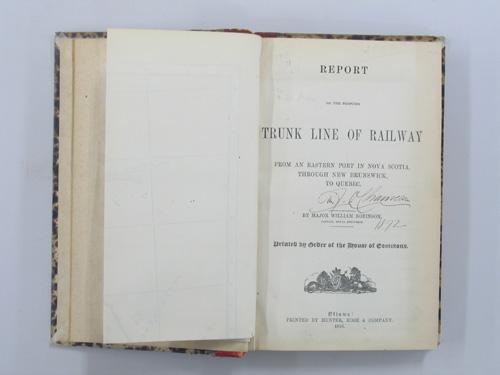 REPORT
ON THE PROPOSED
TRUNK LINE OF RAILWAY
FROM AN EASTERN PORT IN NOVA SCOTIA,
THROUGH NEW BRUNSWICK,
TO QUEBEC,
BY MAJOR WILLIAM ROBINSON,
1872
Printed by Order of the House of Commons.
Ottawa:
PRINTED BY HUNTER, ROSE & COMPANY.